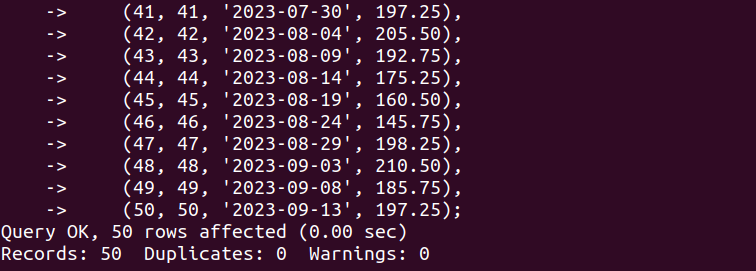 ->     (41, 41, '2023-07-30', 197.25),
->     (42, 42, '2023-08-04', 205.50),
->     (43, 43, '2023-08-09', 192.75),
->     (44, 44, '2023-08-14', 175.25),
->     (45, 45, '2023-08-19', 160.50),
->     (46, 46, '2023-08-24', 145.75),
->     (47, 47, '2023-08-29', 198.25),
->     (48, 48, '2023-09-03', 210.50),
->     (49, 49, '2023-09-08', 185.75),
->     (50, 50, '2023-09-13', 197.25);
Query OK, 50 rows affected (0.00 sec)
Records: 50  Duplicates: 0  Warnings: 0